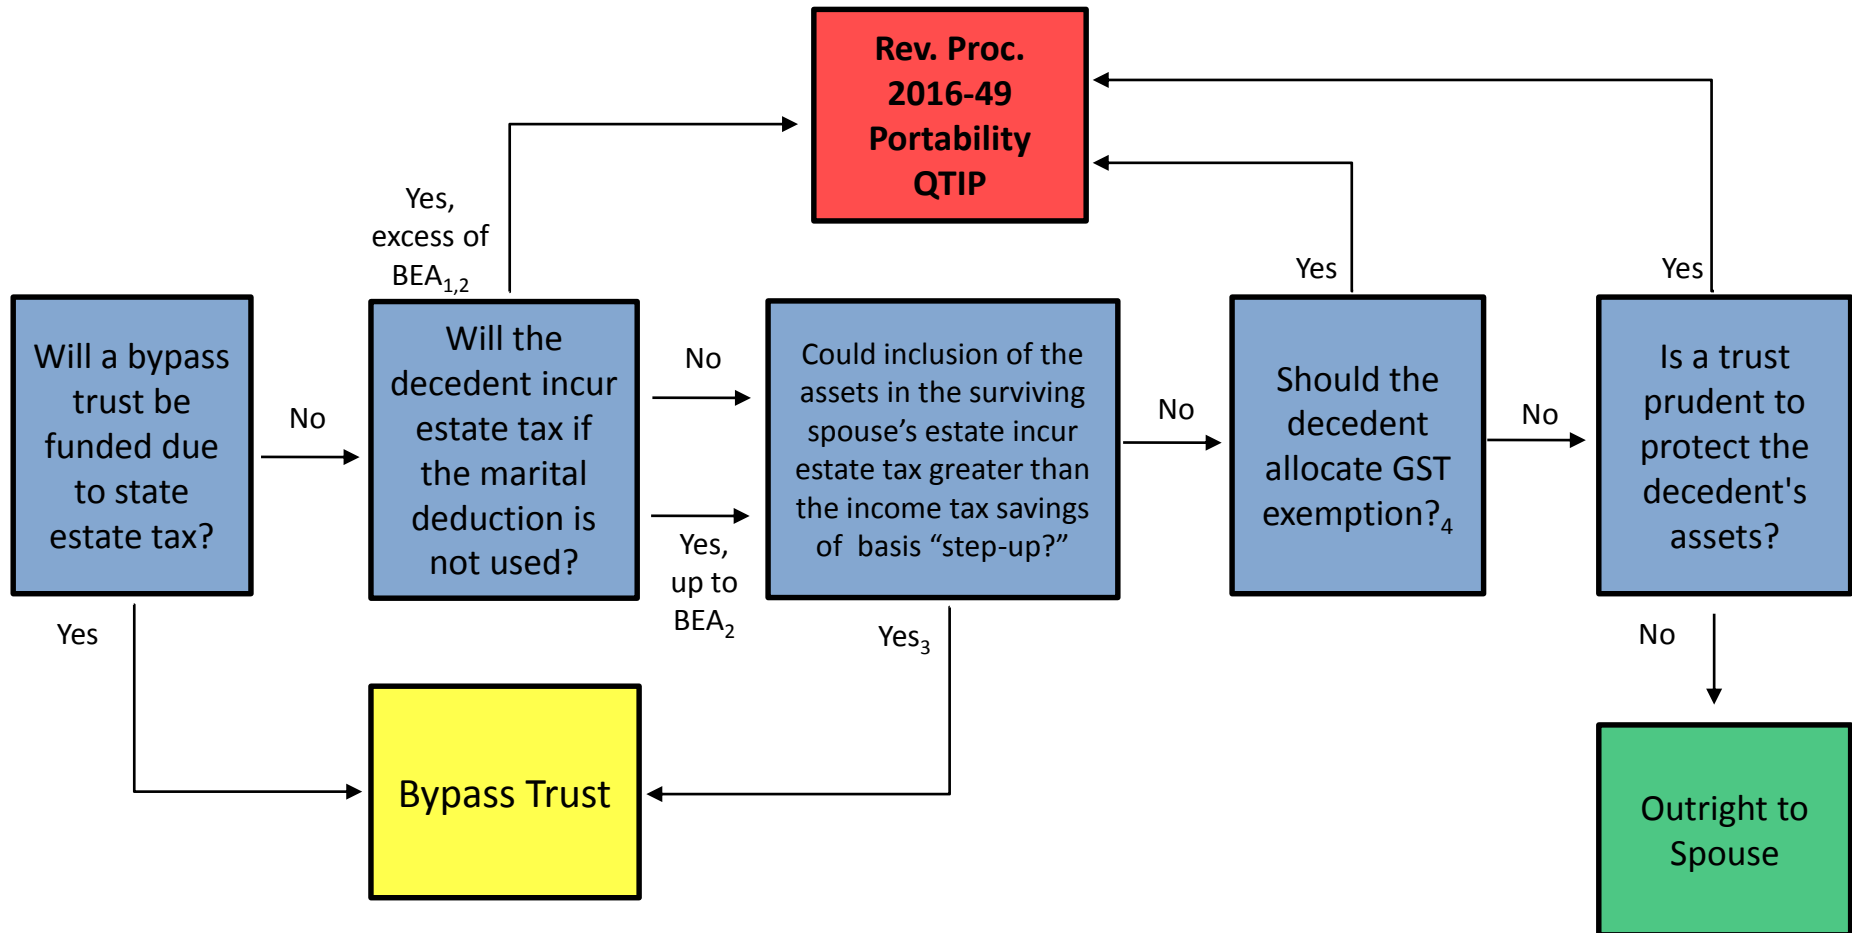 Rev. Proc.
2016-49
Portability
QTIP
Yes,
excess of
BEA1,2
Yes
Yes
Will a bypass
trust be
funded due
to state
estate tax?
No
Will the
decedent incur
estate tax if
the marital
deduction is
not used?
No
Yes,
up to
BEA2
Could inclusion of the
assets in the surviving
spouse’s estate incur
estate tax greater than
the income tax savings
of basis “step-up?”
No
Should the
decedent
allocate GST
exemption?4
No
Is a trust
prudent to
protect the
decedent's
assets?
Yes
Yes3
No
Bypass Trust
Outright to
Spouse